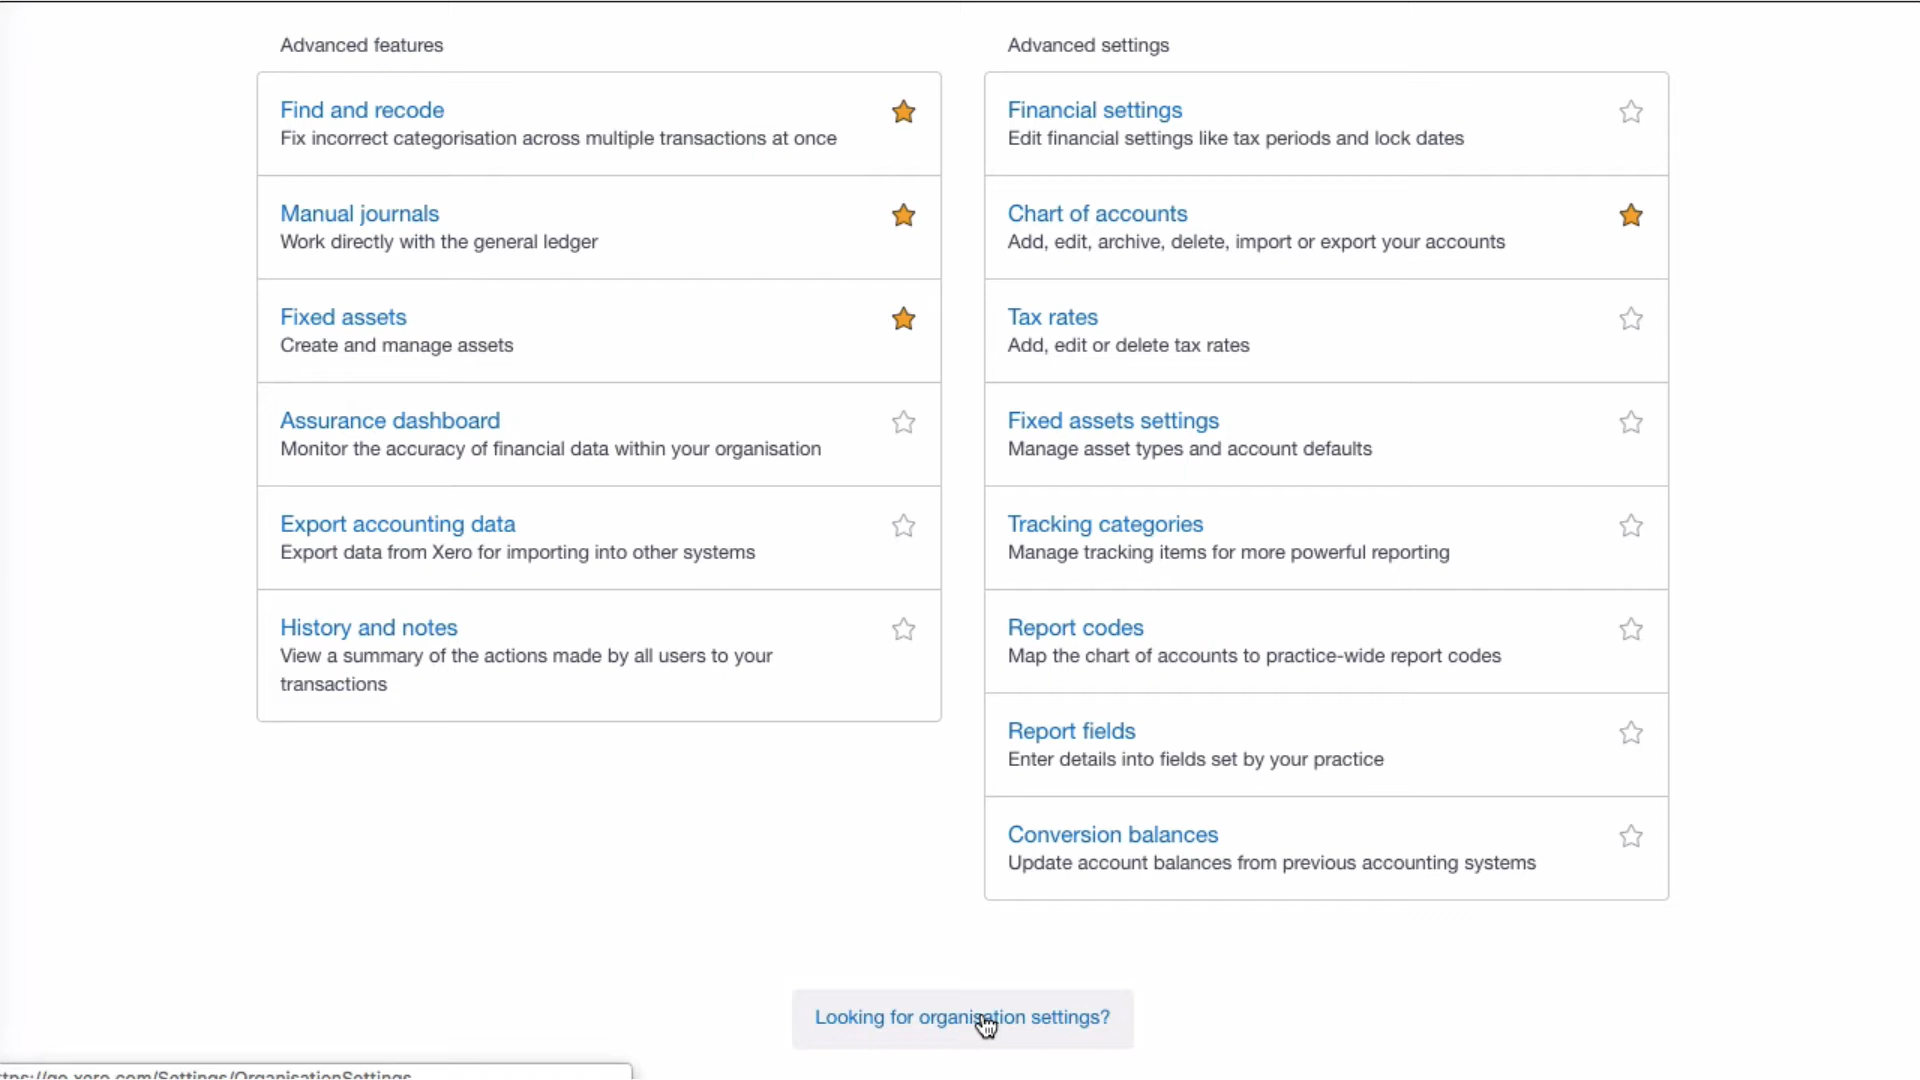 Advanced features
Find and recode
Fix incorrect categorisation across multiple transactions at once
Manual journals
Work directly with the general ledger
Fixed assets
Create and manage assets
Assurance dashboard
Monitor the accuracy of financial data within your organisation
Export accounting data
Export data from Xero for importing into other systems
History and notes
View a summary of the actions made by all users to your
transactions
Advanced settings
Financial settings
Edit financial settings like tax periods and lock dates
Chart of accounts
Add, edit, archive, delete, import or export your accounts
Tax rates
Add, edit or delete tax rates
Fixed assets settings
Manage asset types and account defaults
Tracking categories
Manage tracking items for more powerful reporting
Report codes
Map the chart of accounts to practice-wide report codes
Report fields
Enter details into fields set by your practice
Conversion balances
Update account balances from previous accounting systems
Looking for organisation settings?
tps://go.xero.com/Settings/OrganisationSettings